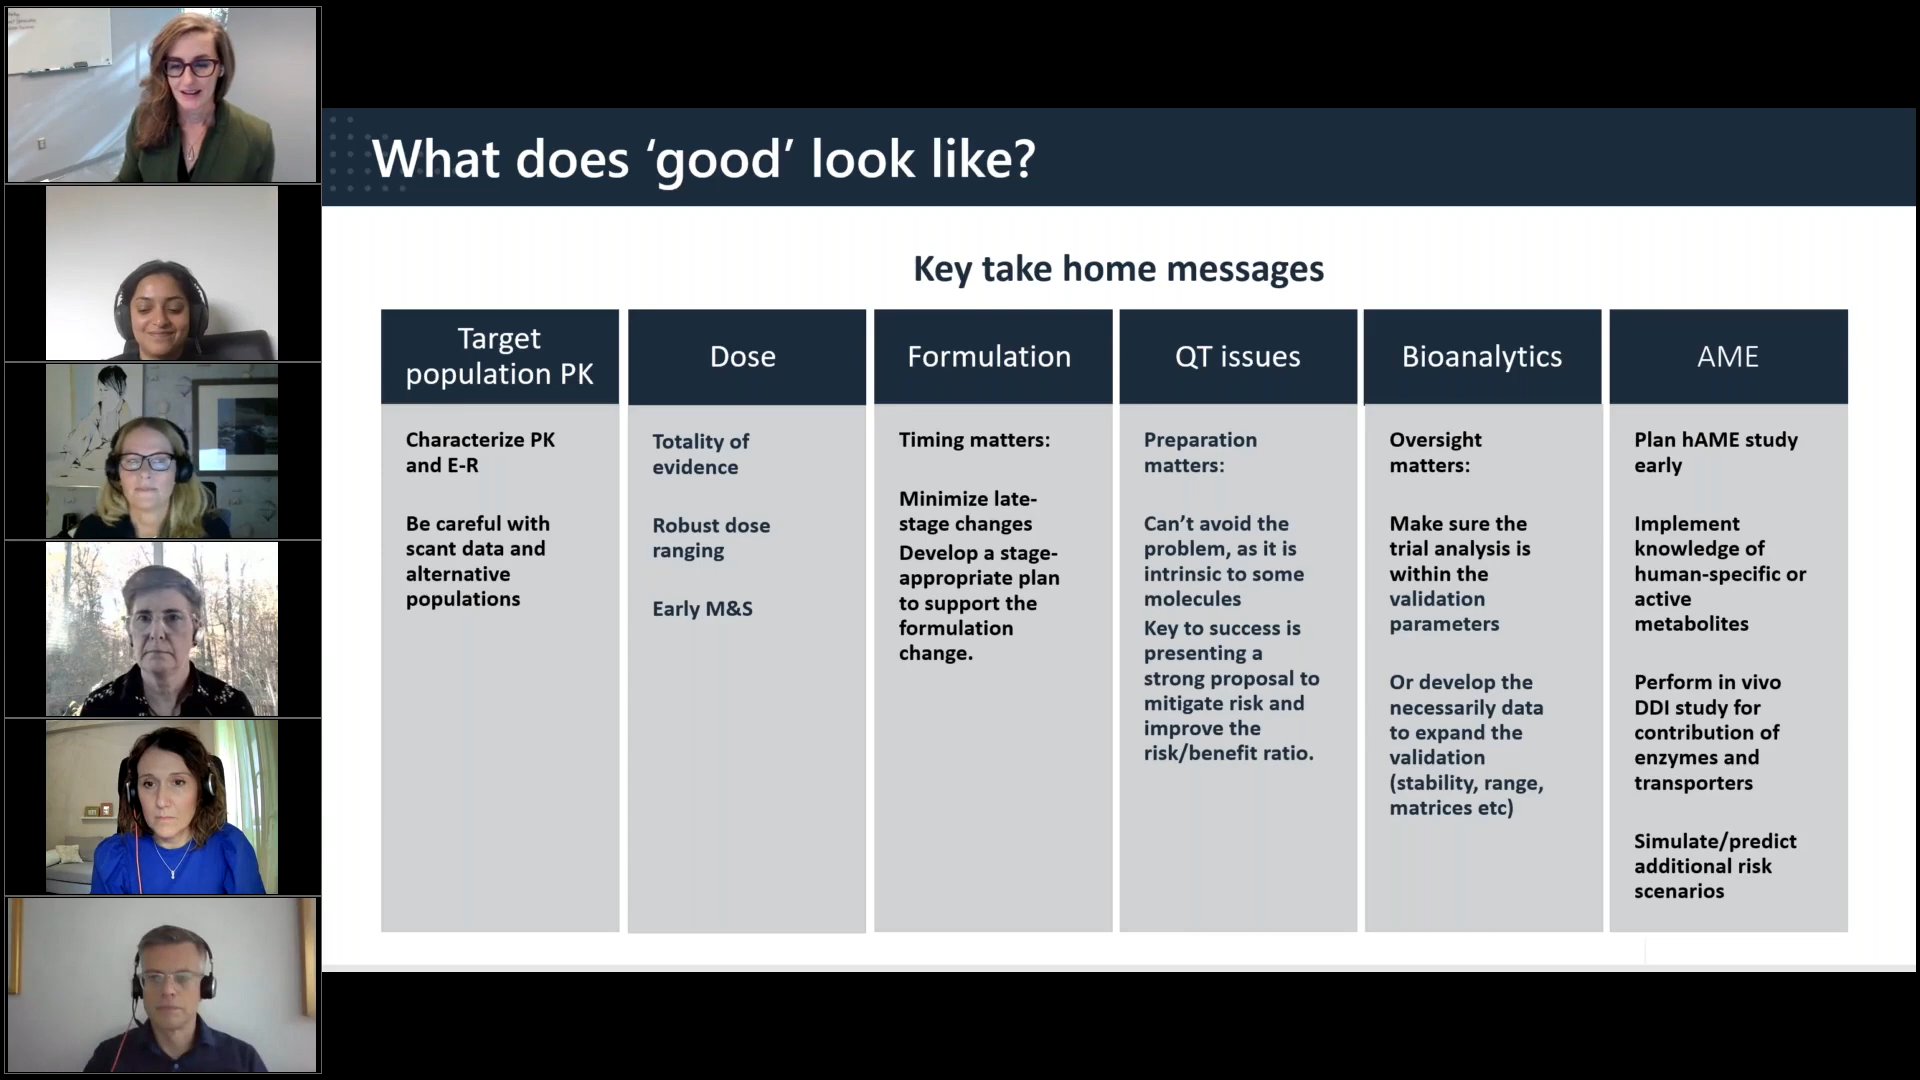 What does ‘good’ look like?
Key take home messages
Target
population PK
Characterize PK
and E-R
Be careful with
scant data and
alternative
populations
Dose
Totality of
evidence
Robust dose
ranging
Early M&S
Formulation
Timing matters:
Minimize late-
stage changes
Develop a stage-
appropriate plan
to support the
formulation
change.
QT issues
Preparation
matters:
Can’t avoid the
problem, as it is
intrinsic to some
molecules
Key to success is
presenting a
strong proposal to
mitigate risk and
improve the
risk/benefit ratio.
Bioanalytics
Oversight
matters:
Make sure the
trial analysis is
within the
validation
parameters
Or develop the
necessarily data
to expand the
validation
(stability, range,
matrices etc)
AME
Plan hAME study
early
Implement
knowledge of
human-specific or
active
metabolites
Perform in vivo
DDI study for
contribution of
enzymes and
transporters
Simulate/predict
additional risk
scenarios